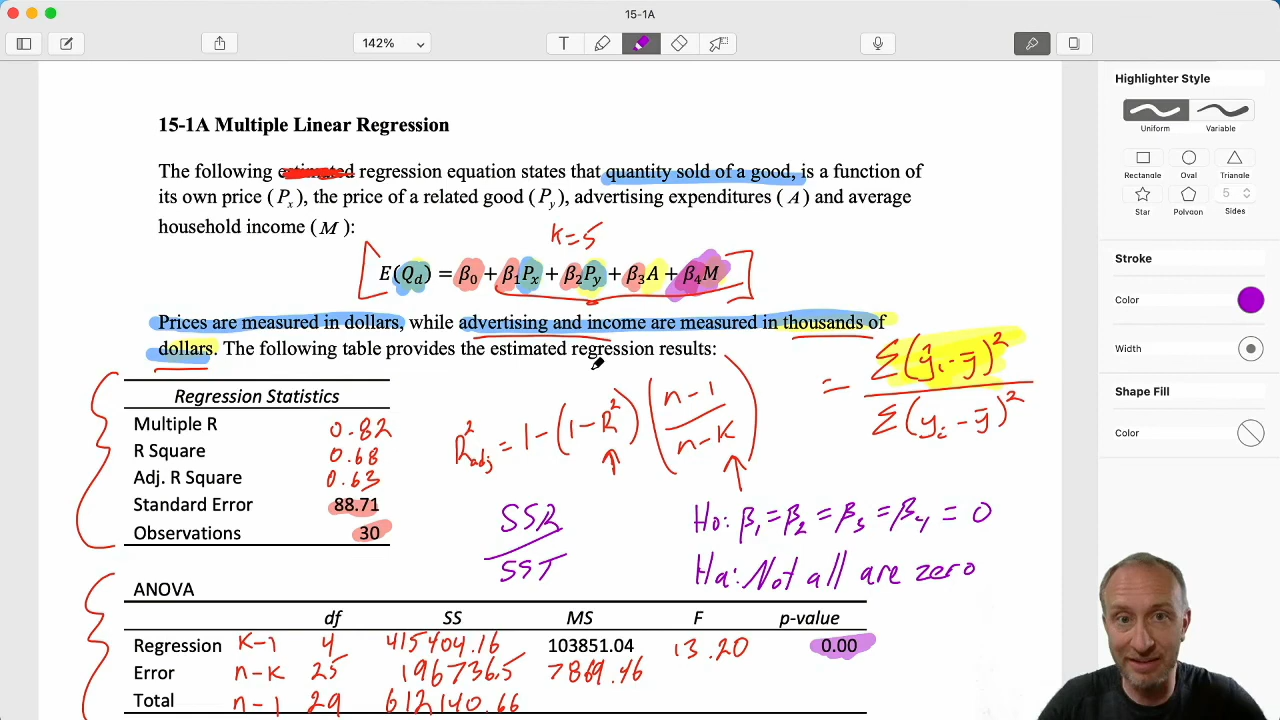 15-1A
142%
T
Highlighter Style
Uniform Variable
Rectangle Oval Triangle
Star Polygon Sides
5
Stroke
Color
Width
Shape Fill
Color
15-1A Multiple Linear Regression
The following estimated regression equation states that quantity sold of a good, is a function of
its own price (Pₓ), the price of a related good (P_y), advertising expenditures (A) and average
household income (M):
K=5
E(Q_d) = β₀ + β₁Pₓ + β₂P_y + β₃A + β₄M
Prices are measured in dollars, while advertising and income are measured in thousands of
dollars. The following table provides the estimated regression results:
= Σ(ŷᵢ-ȳ)² / Σ(yᵢ-ȳ)²
Regression Statistics
Multiple R 0.82
R Square 0.68
Adj. R Square 0.63
Standard Error 88.71
Observations 30
R²adj = 1-(1-R²)(n-1/n-K)
SSR
SST
Ho: β₁=β₂=β₃=β₄=0
Ha: Not all are zero
ANOVA
df SS MS F p-value
Regression K-1 4 415404.16 103851.04 13.20 0.00
Error n-K 25 196736.5 7869.46
Total n-1 29 612140.66